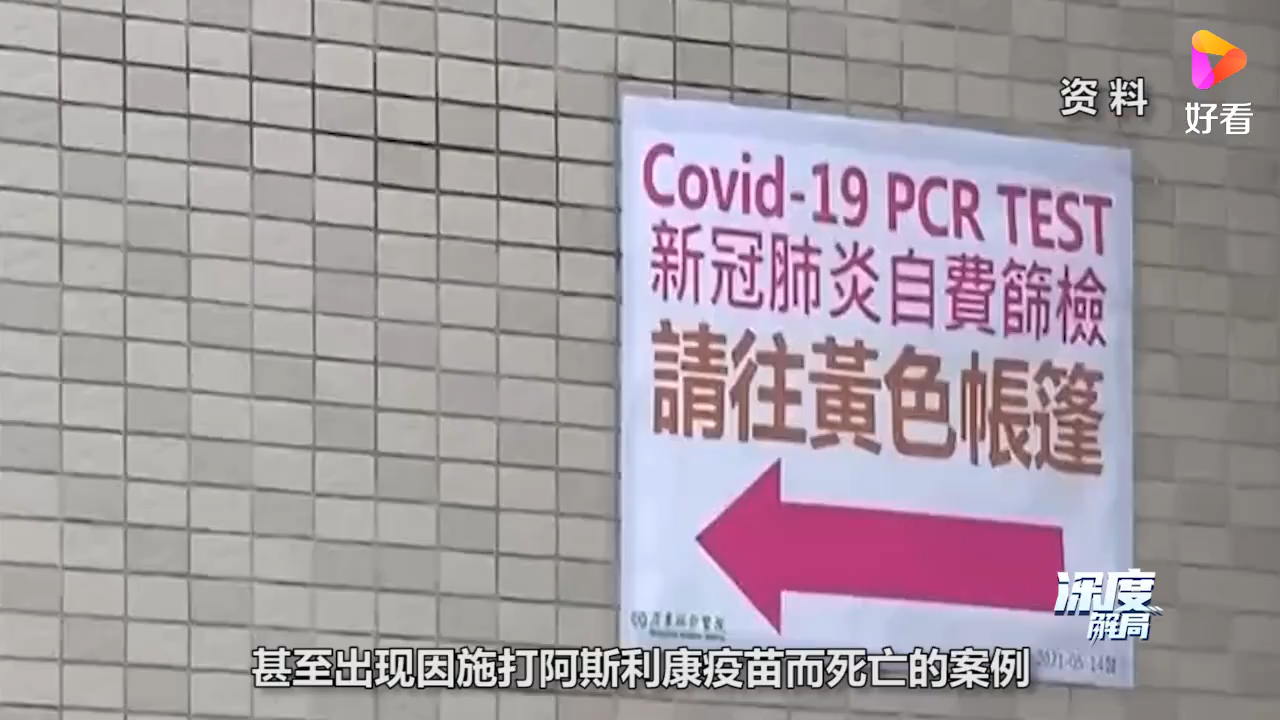 资料
好看
Covid-19 PCR TEST
新冠肺炎自費篩檢
請往黃色帳篷
深度
解局
甚至出现因施打阿斯利康疫苗而死亡的案例